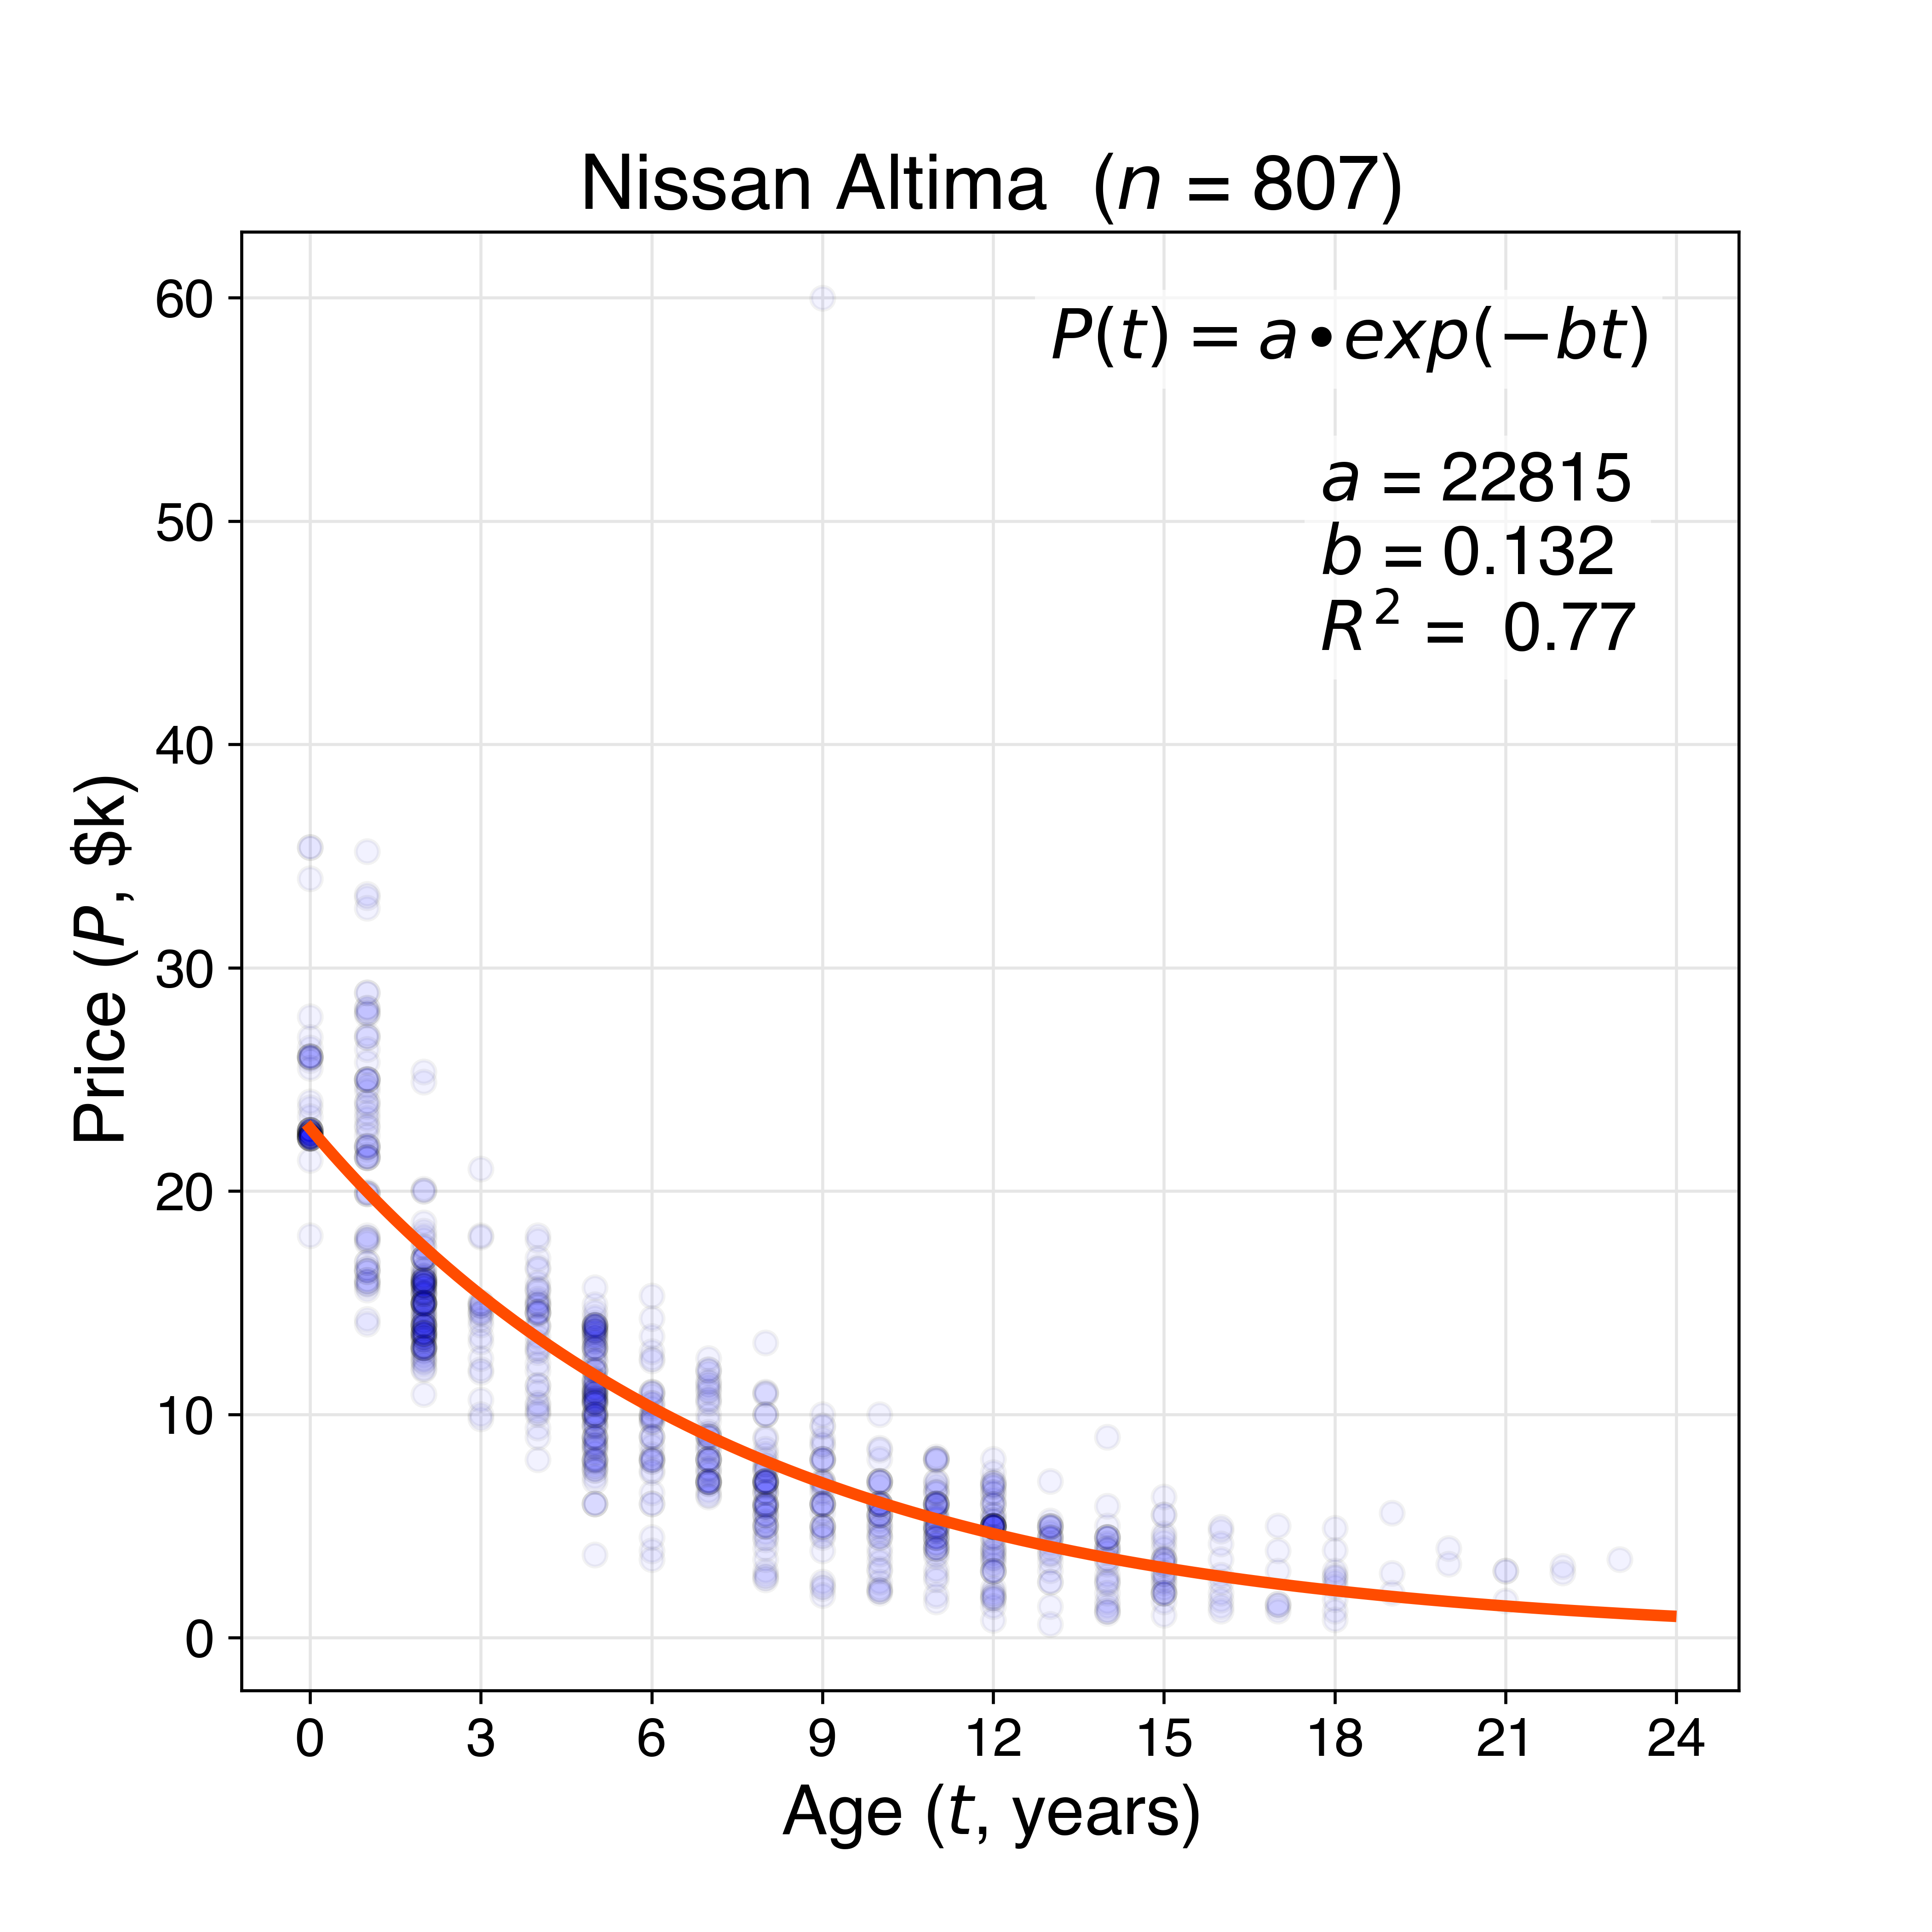 Nissan Altima (n = 807)
P(t) = a•exp(−bt)
a = 22815
b = 0.132
R² = 0.77
Price (P, $k)
60
50
40
30
20
10
0
0 3 6 9 12 15 18 21 24
Age (t, years)